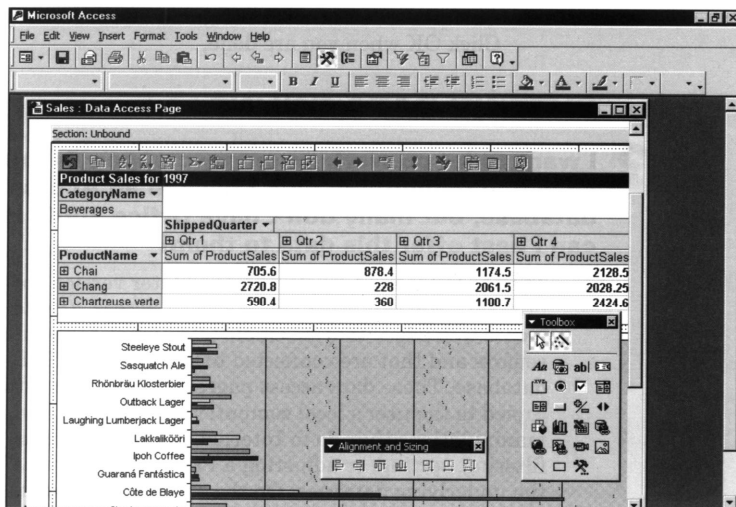 Microsoft Access
File Edit View Insert Format Tools Window Help
B I U
A
Sales : Data Access Page
Section: Unbound
Product Sales for 1997
CategoryName
Beverages
ShippedQuarter
Qtr 1 Qtr 2 Qtr 3 Qtr 4
ProductName Sum of ProductSales Sum of ProductSales Sum of ProductSales Sum of ProductSales
Chai 705.6 878.4 1174.5 2128.5
Chang 2720.8 228 2061.5 2028.25
Chartreuse verte 590.4 360 1100.7 2424.6
Toolbox
Aa ab
Steeleye Stout
Sasquatch Ale
Rhönbräu Klosterbier
Outback Lager
Laughing Lumberjack Lager
Lakkalikööri
Ipoh Coffee
Guaraná Fantástica
Côte de Blaye
Alignment and Sizing